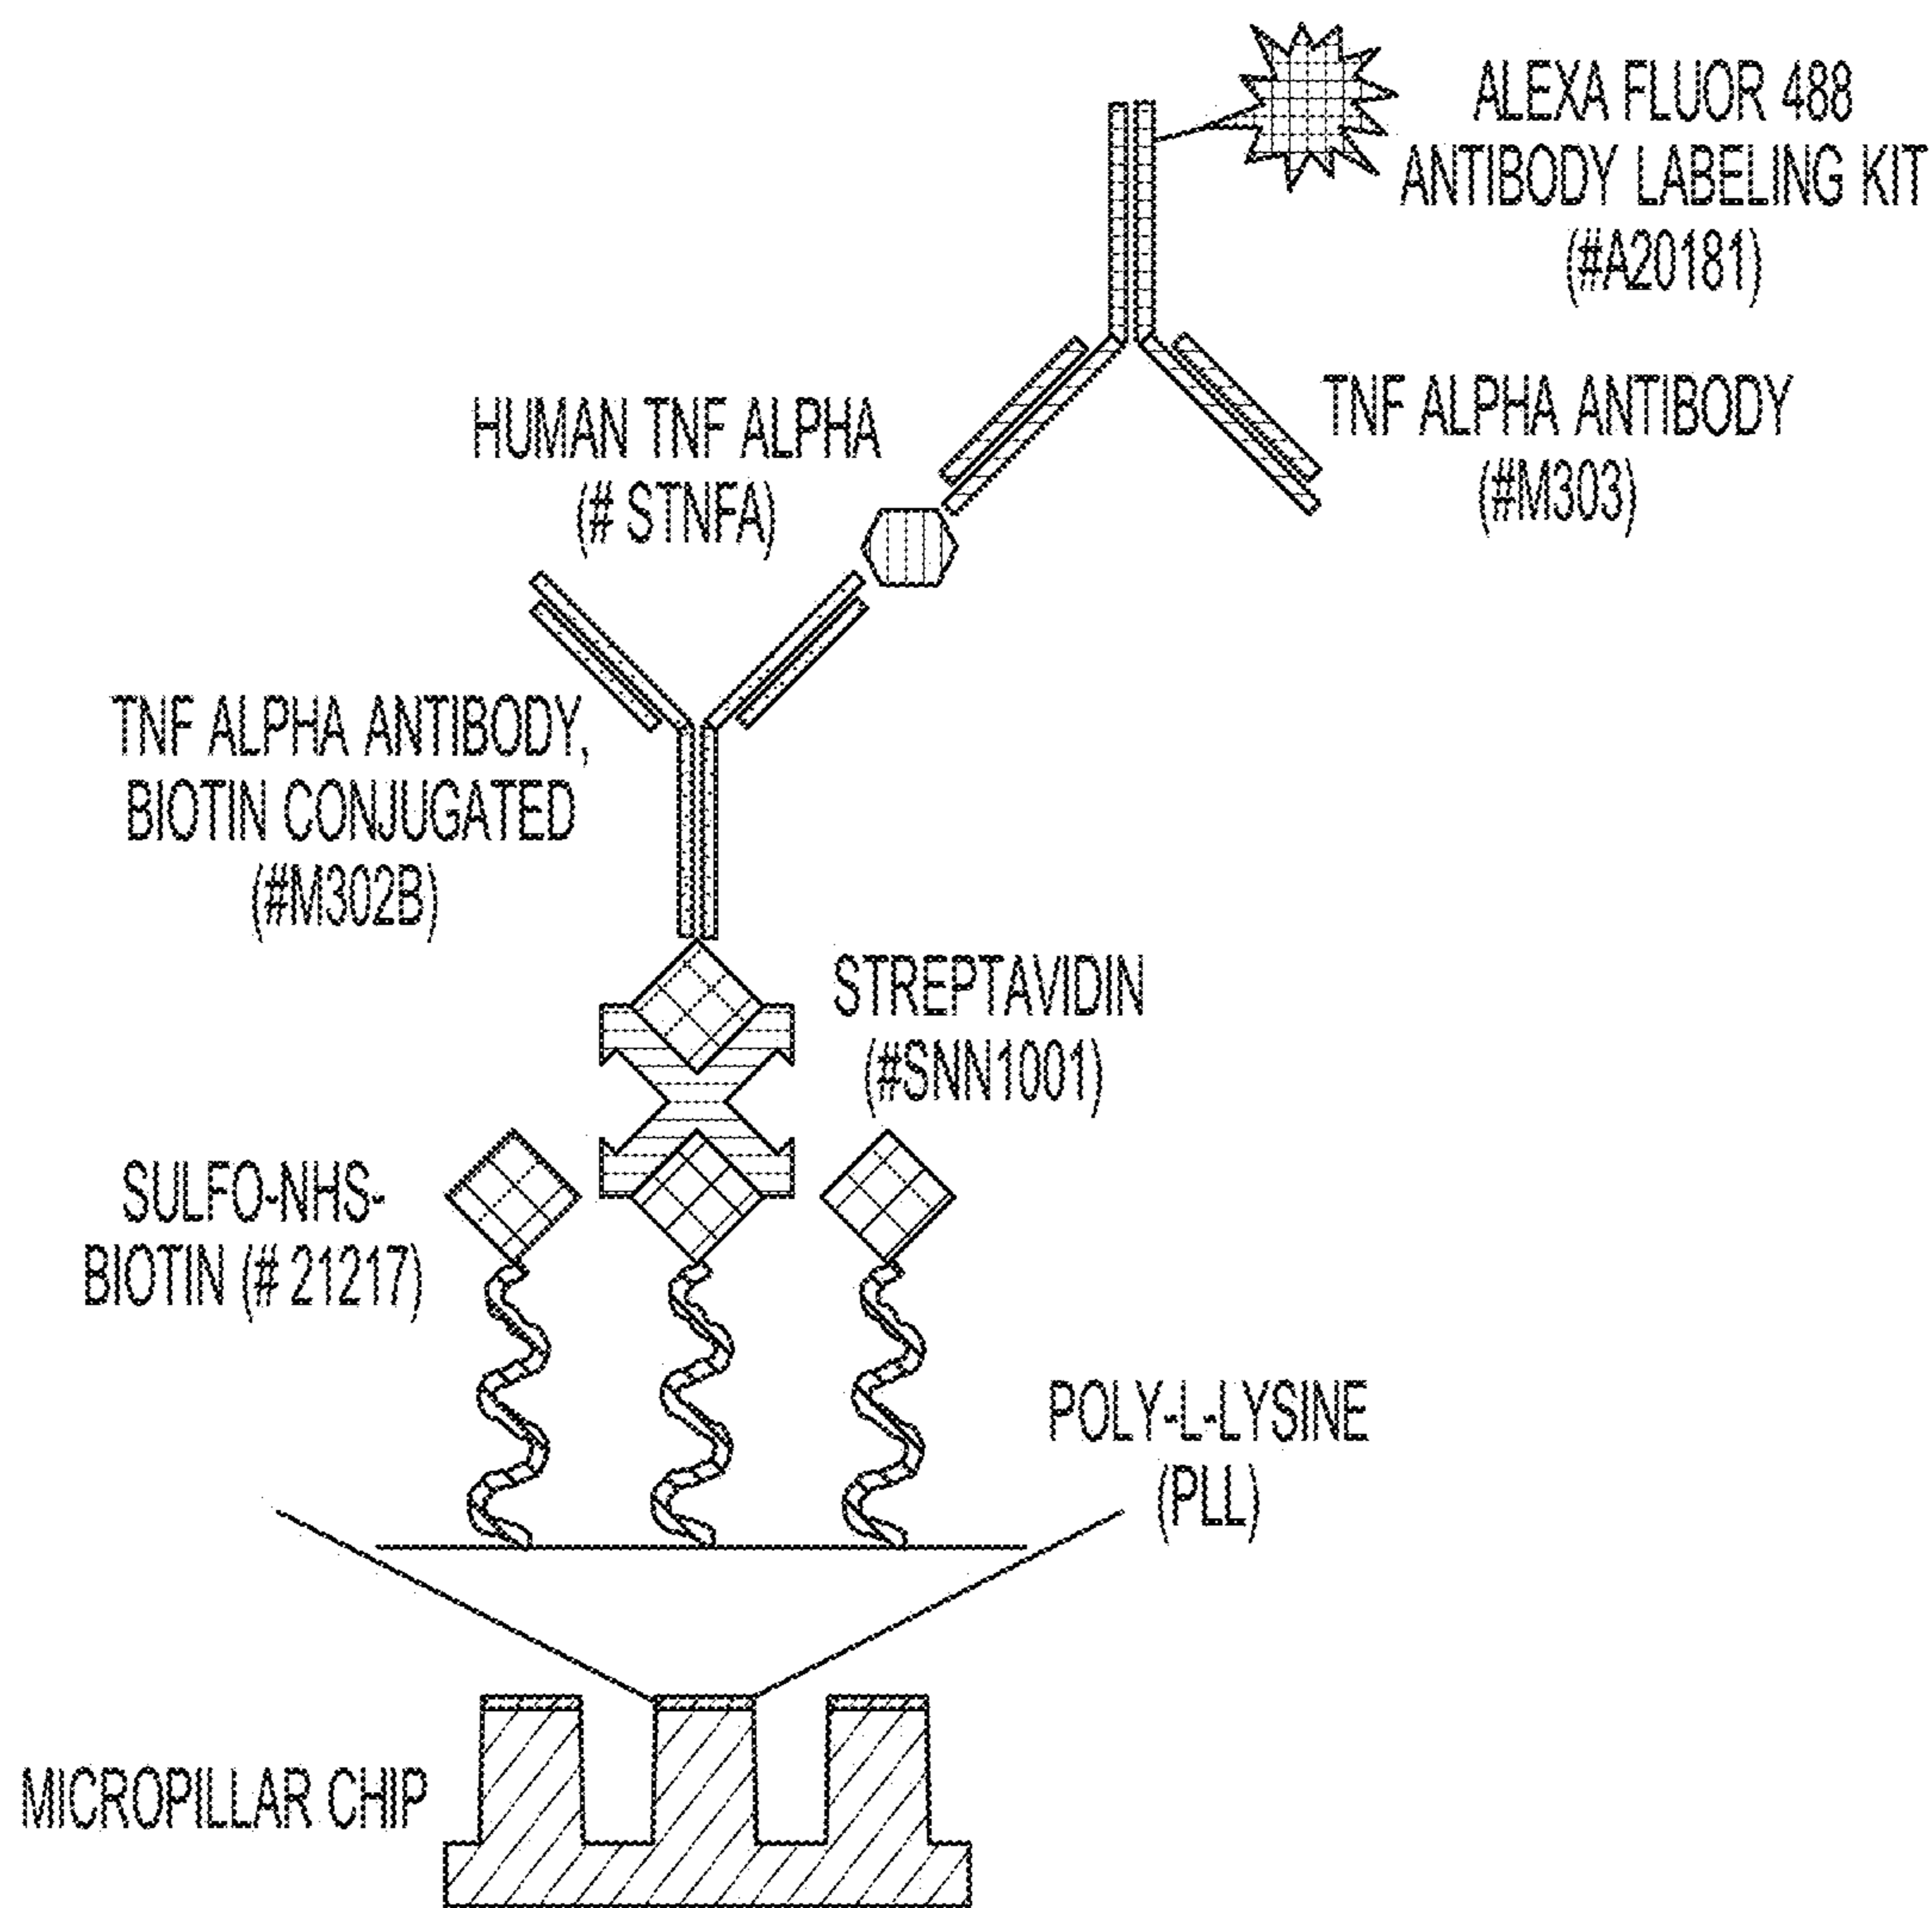 ALEXA FLUOR 488
ANTIBODY LABELING KIT
(#A20181)
TNF ALPHA ANTIBODY
(#M303)
HUMAN TNF ALPHA
(# STNFA)
TNF ALPHA ANTIBODY,
BIOTIN CONJUGATED
(#M302B)
STREPTAVIDIN
(#SNN1001)
SULFO-NHS-
BIOTIN (# 21217)
POLY-L-LYSINE
(PLL)
MICROPILLAR CHIP